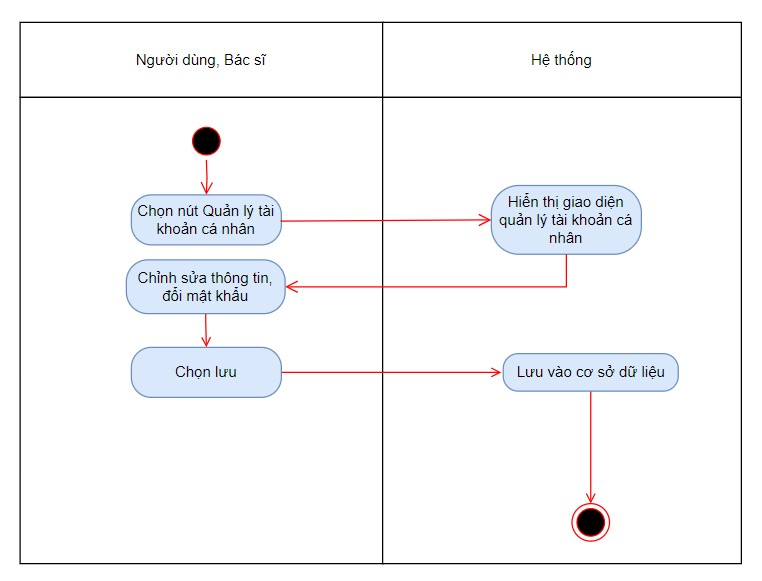 Người dùng, Bác sĩ
Hệ thống
Chọn nút Quản lý tài
khoản cá nhân
Hiển thị giao diện
quản lý tài khoản cá
nhân
Chỉnh sửa thông tin,
đổi mật khẩu
Chọn lưu
Lưu vào cơ sở dữ liệu